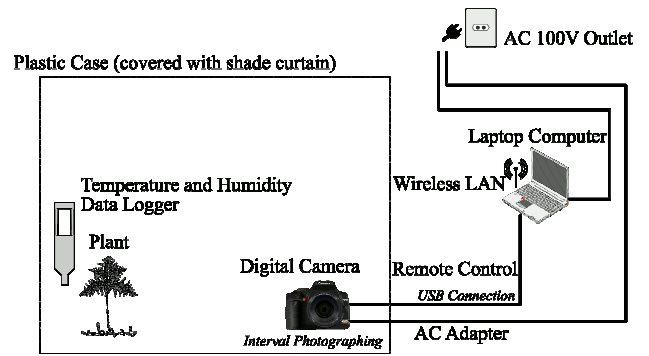 AC 100V Outlet
Plastic Case (covered with shade curtain)
Laptop Computer
Wireless LAN
Temperature and Humidity
Data Logger
Plant
Digital Camera
Remote Control
USB Connection
Interval Photographing
AC Adapter